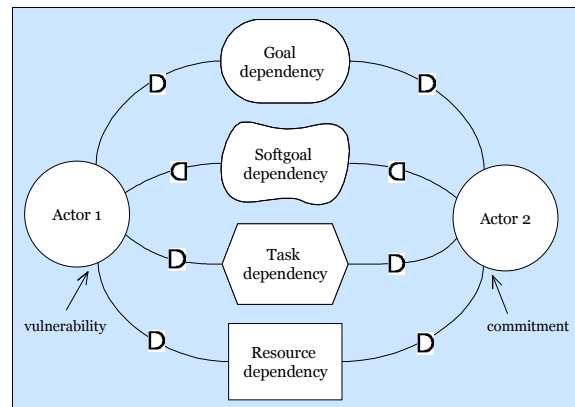 Goal
dependency
D
D
Softgoal
dependency
D
D
Actor 1
Actor 2
Task
dependency
D
D
vulnerability
commitment
D
D
Resource
dependency